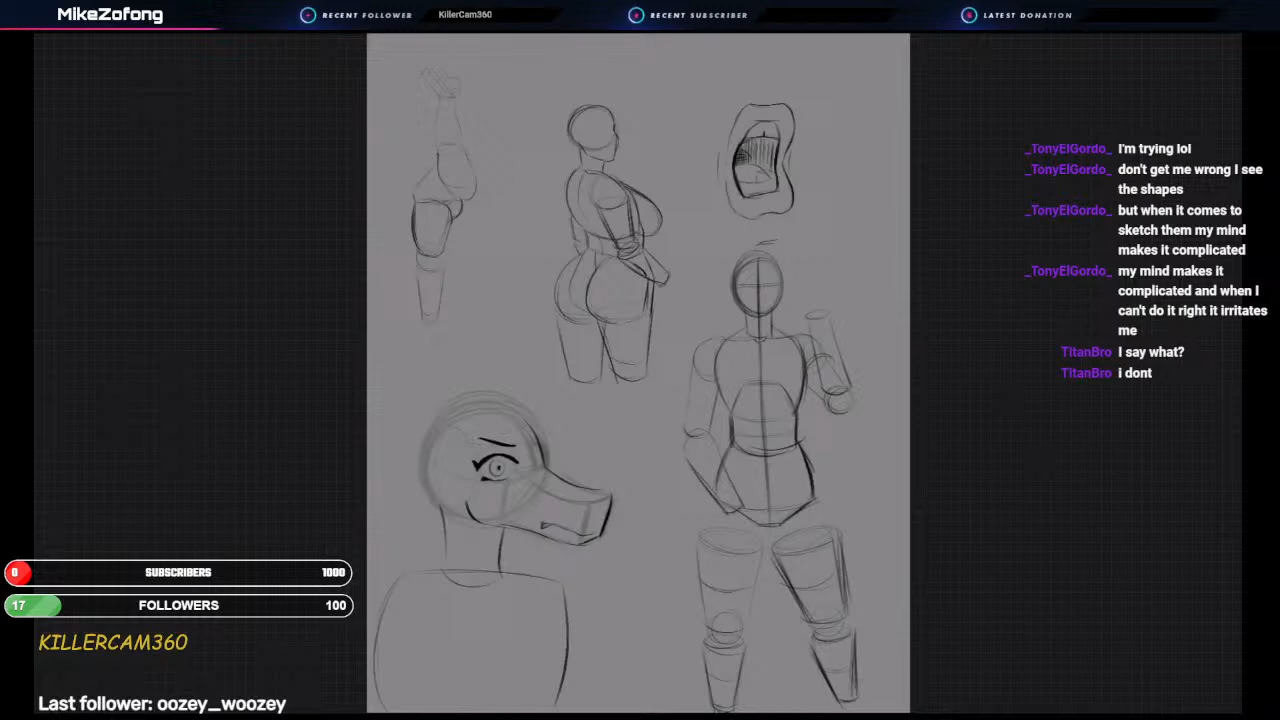 MikeZofong
RECENT FOLLOWER
KillerCam360
RECENT SUBSCRIBER
LATEST DONATION
_TonyElGordo_ I'm trying lol
_TonyElGordo_ don't get me wrong I see
the shapes
_TonyElGordo_ but when it comes to
sketch them my mind
makes it complicated
_TonyElGordo_ my mind makes it
complicated and when I
can't do it right it irritates
me
TitanBro I say what?
TitanBro i dont
0 SUBSCRIBERS 1000
17 FOLLOWERS 100
KILLERCAM360
Last follower: oozey_woozey